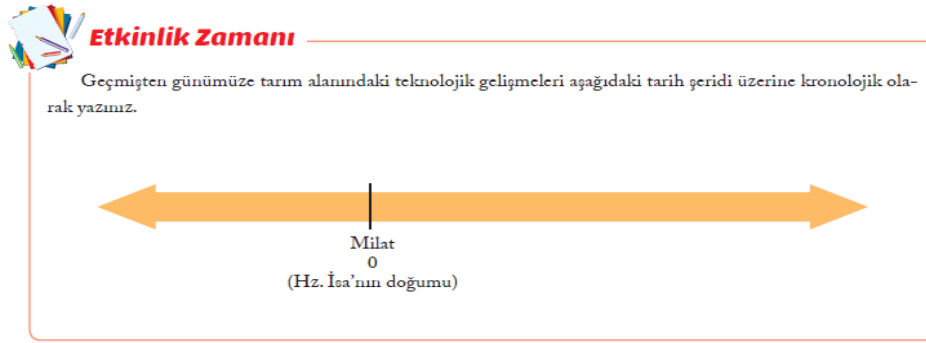 Etkinlik Zamanı
Geçmişten günümüze tarım alanındaki teknolojik gelişmeleri aşağıdaki tarih şeridi üzerine kronolojik ola-
rak yazınız.
Milat
0
(Hz. İsa'nın doğumu)